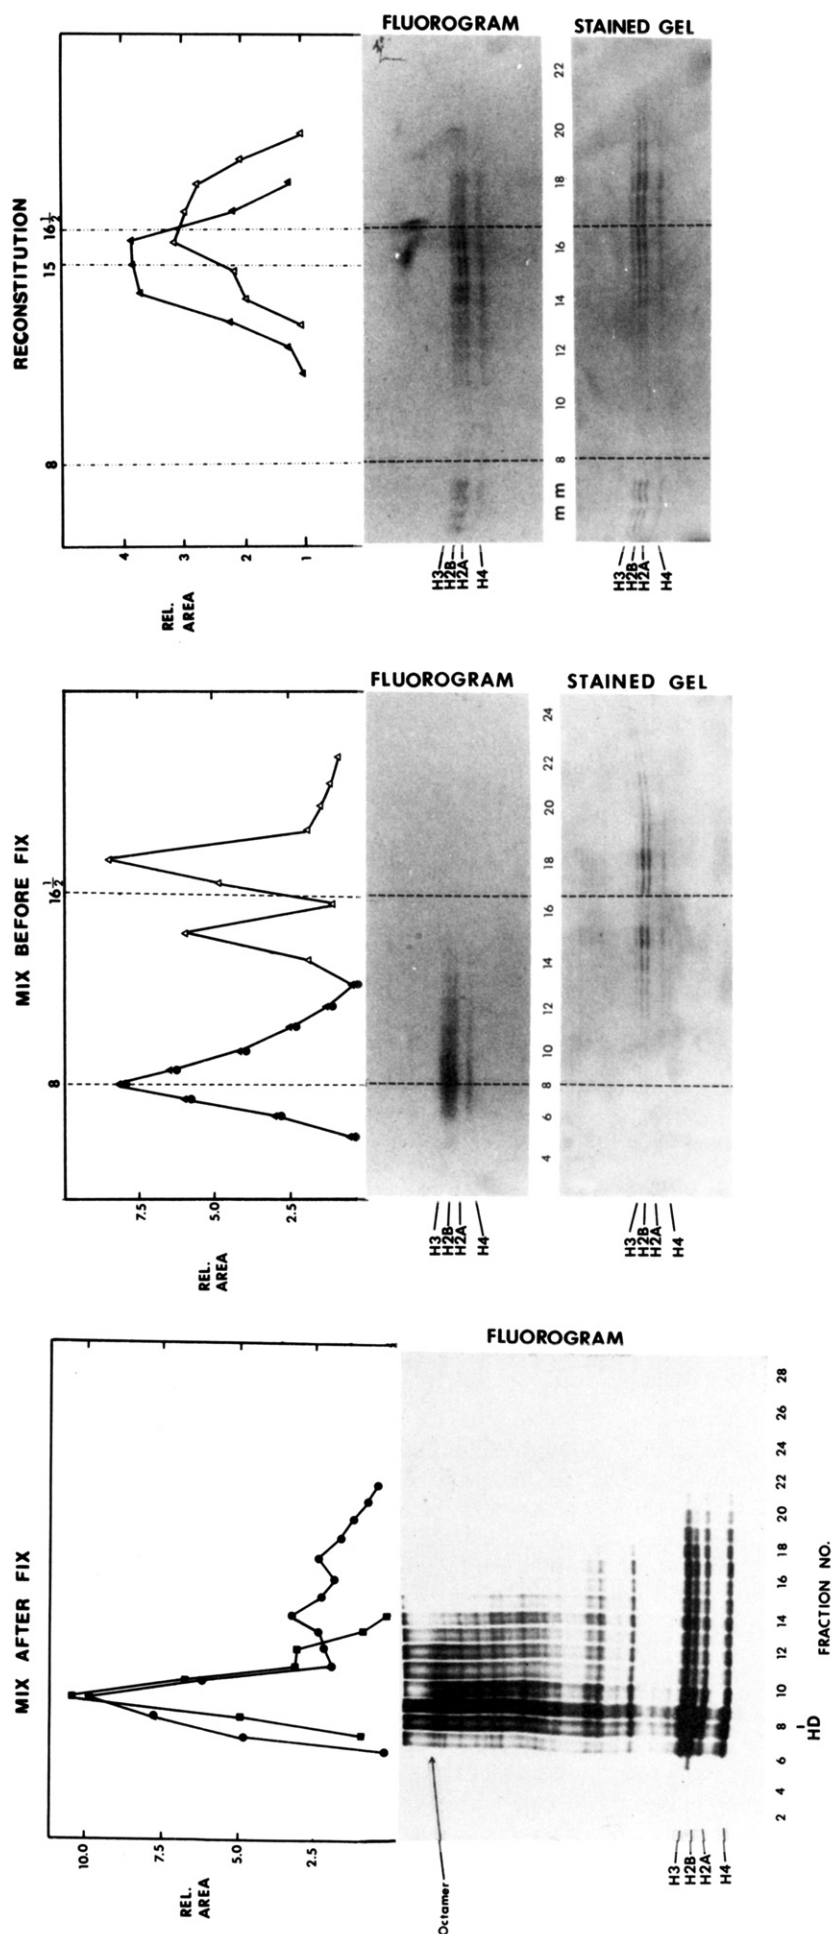 RECONSTITUTION
8 15 16 1/2
REL. AREA
4 3 2 1
FLUOROGRAM
H3
H2B
H2A
H4
m m 8 10 12 14 16 18 20 22
STAINED GEL
H3
H2B
H2A
H4
MIX BEFORE FIX
8 16 1/2
REL. AREA
7.5 5.0 2.5
FLUOROGRAM
H3
H2B
H2A
H4
4 6 8 10 12 14 16 18 20 22 24
STAINED GEL
H3
H2B
H2A
H4
MIX AFTER FIX
REL. AREA
10.0 7.5 5.0 2.5
FLUOROGRAM
Octamer
H3
H2B
H2A
H4
2 4 6 8 10 12 14 16 18 20 22 24 26 28
HD
FRACTION NO.